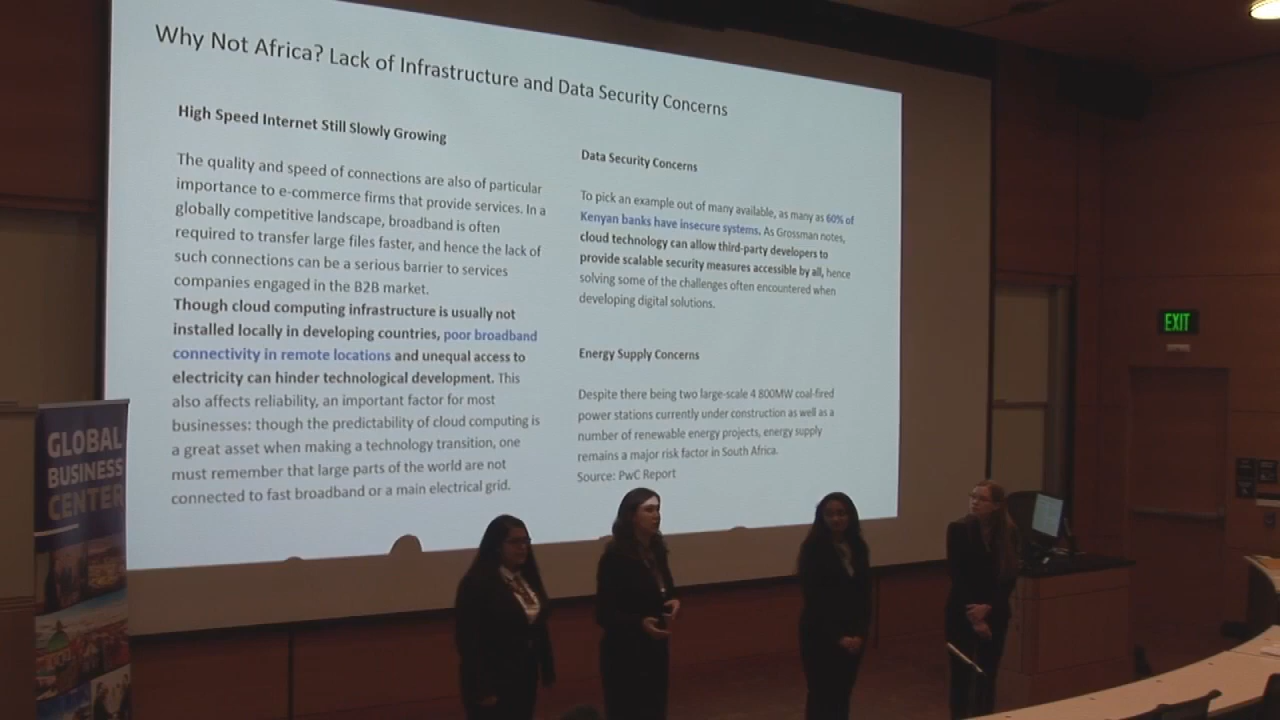 Why Not Africa? Lack of Infrastructure and Data Security Concerns
High Speed Internet Still Slowly Growing
The quality and speed of connections are also of particular
importance to e-commerce firms that provide services. In a
globally competitive landscape, broadband is often
required to transfer large files faster, and hence the lack of
such connections can be a serious barrier to services
companies engaged in the B2B market.
Though cloud computing infrastructure is usually not
installed locally in developing countries, poor broadband
connectivity in remote locations and unequal access to
electricity can hinder technological development. This
also affects reliability, an important factor for most
businesses: though the predictability of cloud computing is
a great asset when making a technology transition, one
must remember that large parts of the world are not
connected to fast broadband or a main electrical grid.
Data Security Concerns
To pick an example out of many available, as many as 60% of
Kenyan banks have insecure systems. As Grossman notes,
cloud technology can allow third-party developers to
provide scalable security measures accessible by all, hence
solving some of the challenges often encountered when
developing digital solutions.
Energy Supply Concerns
Despite there being two large-scale 4 800MW coal-fired
power stations currently under construction as well as a
number of renewable energy projects, energy supply
remains a major risk factor in South Africa.
Source: PwC Report
EXIT
GLOBAL
BUSINESS
CENTER